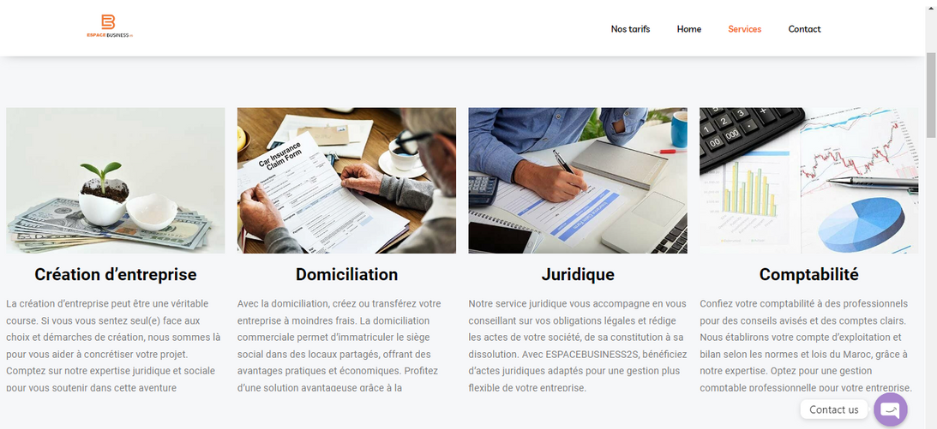 ESPACE BUSINESS
Nos tarifs
Home
Services
Contact
Car Insurance
Claim Form
Création d'entreprise
La création d'entreprise peut être une véritable
course. Si vous vous sentez seul(e) face aux
choix et démarches de création, nous sommes là
pour vous aider à concrétiser votre projet.
Comptez sur notre expertise juridique et sociale
pour vous soutenir dans cette aventure
Domiciliation
Avec la domiciliation, créez ou transférez votre
entreprise à moindres frais. La domiciliation
commerciale permet d'immatriculer le siège
social dans des locaux partagés, offrant des
avantages pratiques et économiques. Profitez
d'une solution avantageuse grâce à la
Juridique
Notre service juridique vous accompagne en vous
conseillant sur vos obligations légales et rédige
les actes de votre société, de sa constitution à sa
dissolution. Avec ESPACEBUSINESS2S, bénéficiez
d'actes juridiques adaptés pour une gestion plus
flexible de votre entreprise.
Comptabilité
Confiez votre comptabilité à des professionnels
pour des conseils avisés et des comptes clairs.
Nous établirons votre compte d'exploitation et
bilan selon les normes et lois du Maroc, grâce à
notre expertise. Optez pour une gestion
comptable professionnelle pour votre entreprise.
Contact us